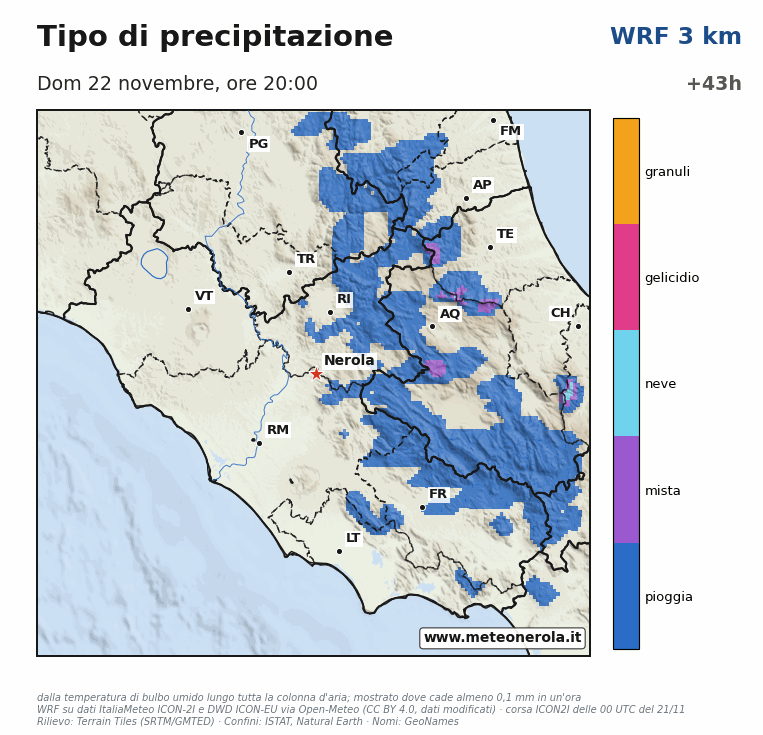 Tipo di precipitazione
WRF 3 km
Dom 22 novembre, ore 20:00
+43h
PG
FM
AP
TE
TR
VT
RI
AQ
CH
Nerola
RM
FR
LT
www.meteonerola.it
granuli
gelicidio
neve
mista
pioggia
dalla temperatura di bulbo umido lungo tutta la colonna d'aria; mostrato dove cade almeno 0,1 mm in un'ora
WRF su dati ItaliaMeteo ICON-2I e DWD ICON-EU via Open-Meteo (CC BY 4.0, dati modificati) · corsa ICON2I delle 00 UTC del 21/11
Rilievo: Terrain Tiles (SRTM/GMTED) · Confini: ISTAT, Natural Earth · Nomi: GeoNames